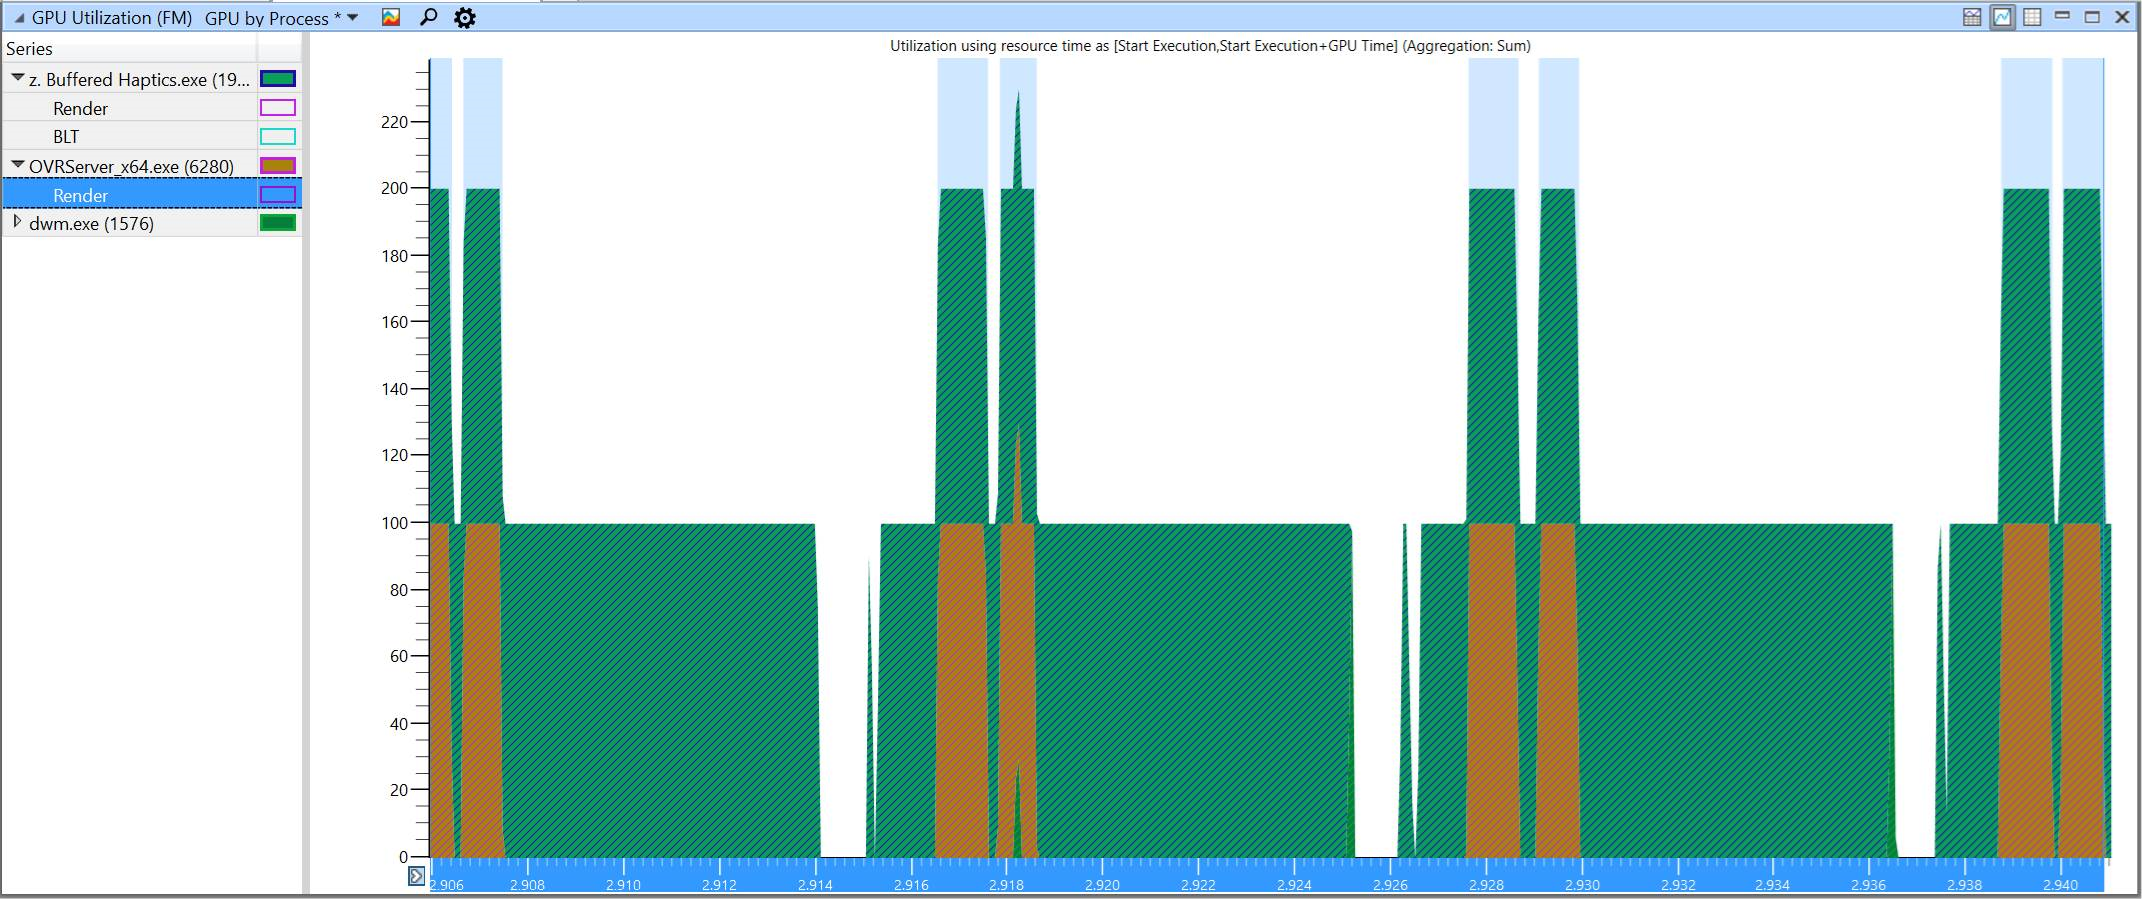 GPU Utilization (FM) GPU by Process *
Series
Utilization using resource time as [Start Execution,Start Execution+GPU Time] (Aggregation: Sum)
z. Buffered Haptics.exe (19...
Render
BLT
OVRServer_x64.exe (6280)
Render
dwm.exe (1576)
220
200
180
160
140
120
100
80
60
40
20
0
2.906 2.908 2.910 2.912 2.914 2.916 2.918 2.920 2.922 2.924 2.926 2.928 2.930 2.932 2.934 2.936 2.938 2.940